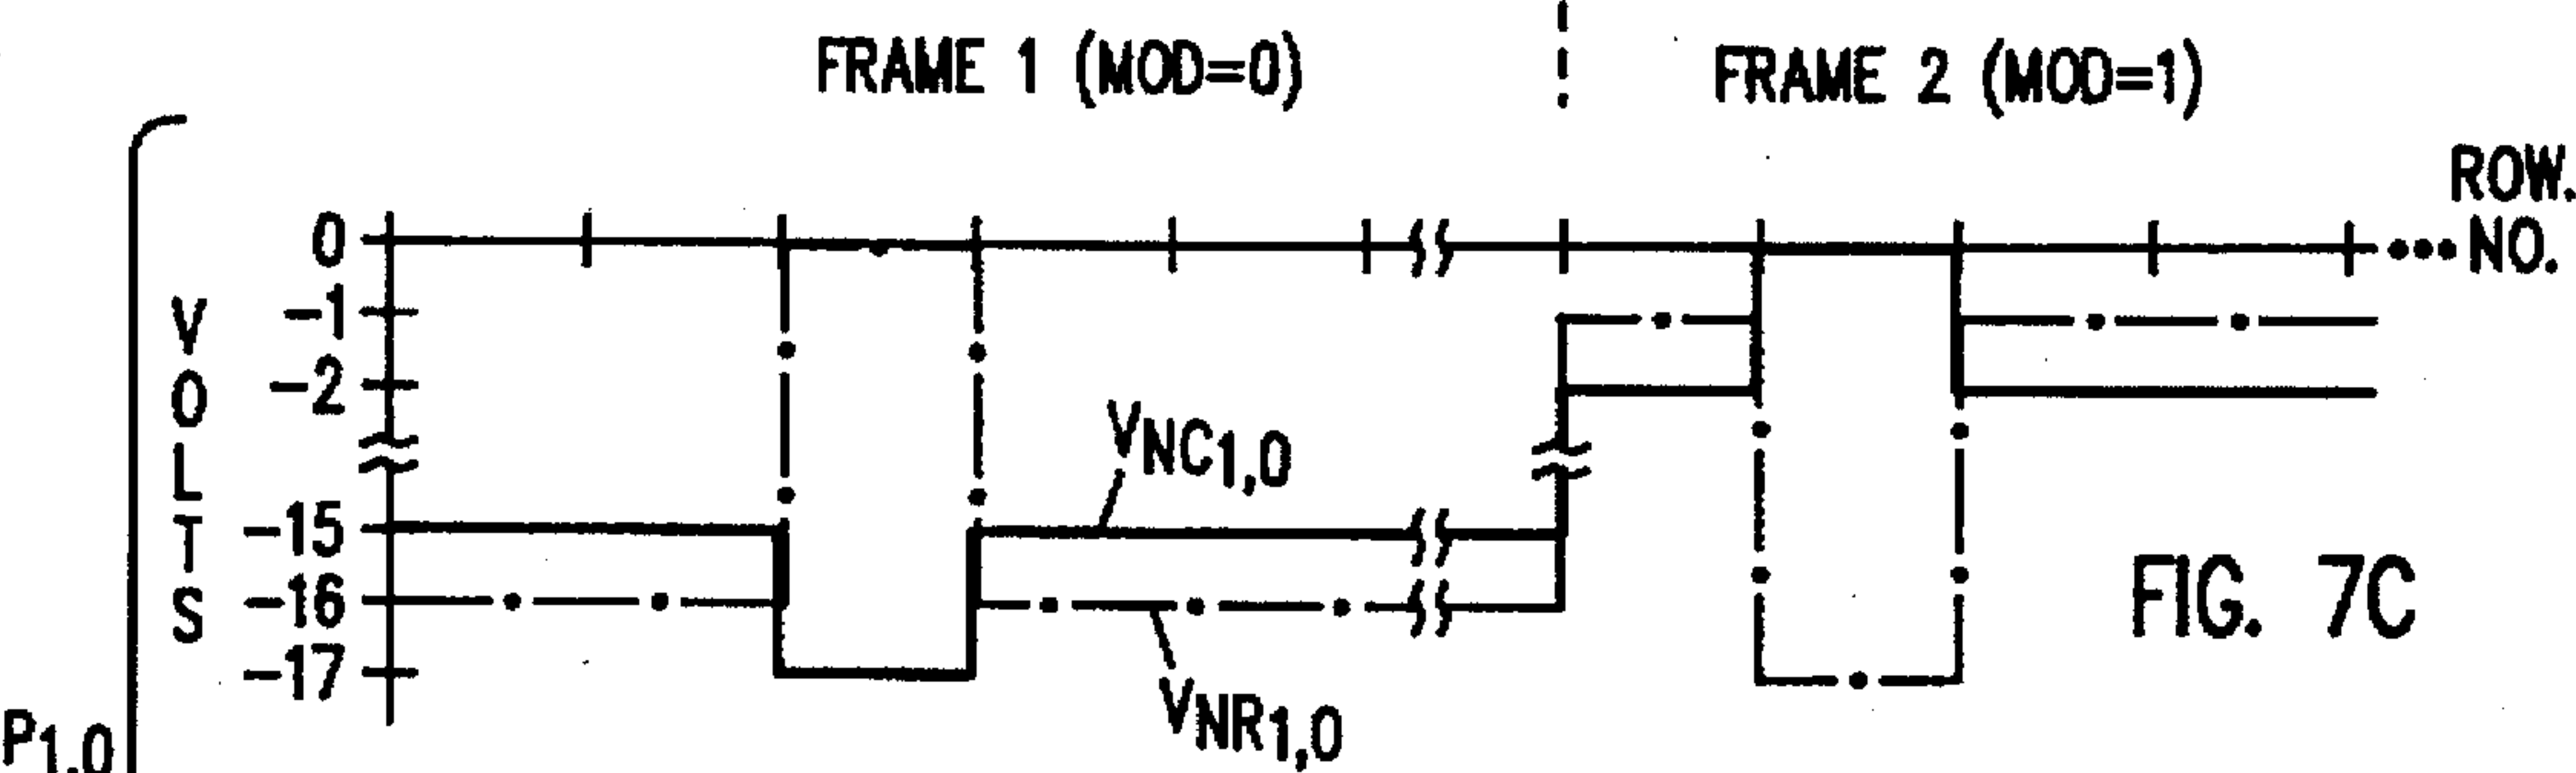 FRAME 1 (MOD=0)
FRAME 2 (MOD=1)
ROW.
NO.
0
-1
-2
-15
-16
-17
VOLTS
VNC1,0
VNR1,0
FIG. 7C
P1,0